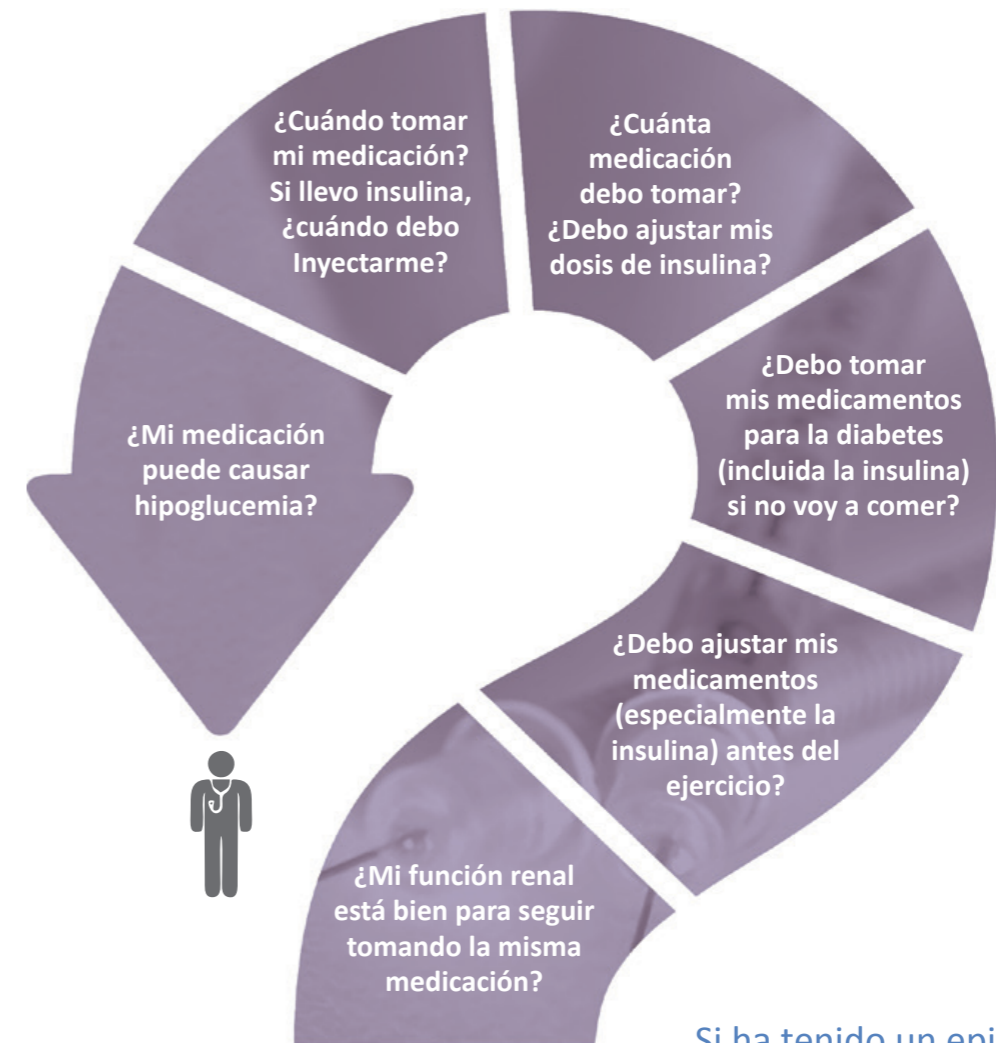 ¿Cuándo tomar
mi medicación?
Si llevo insulina,
¿cuándo debo
Inyectarme?
¿Cuánta
medicación
debo tomar?
¿Debo ajustar mis
dosis de insulina?
¿Debo tomar
mis medicamentos
para la diabetes
(incluida la insulina)
si no voy a comer?
¿Mi medicación
puede causar
hipoglucemia?
¿Debo ajustar mis
medicamentos
(especialmente la
insulina) antes del
ejercicio?
¿Mi función renal
está bien para seguir
tomando la misma
medicación?
Si ha tenido un epi